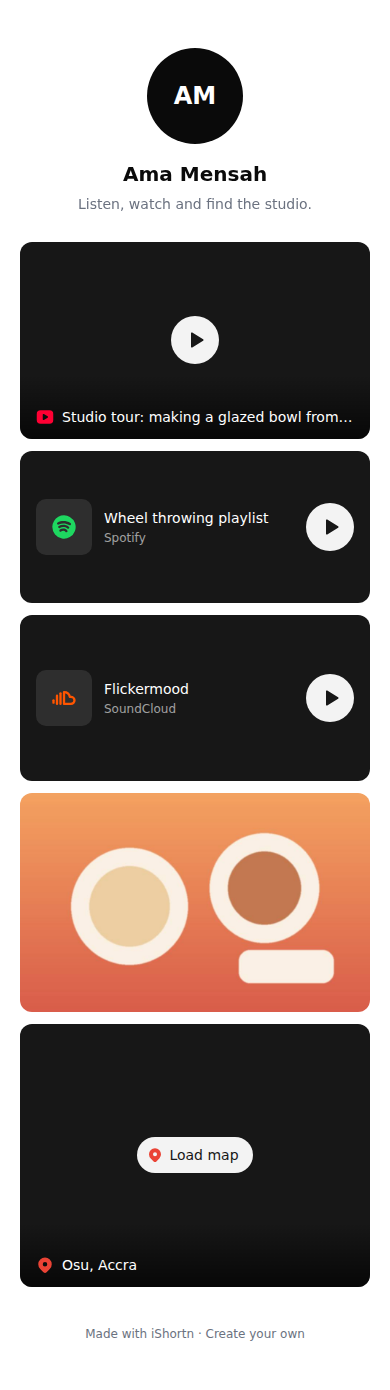 AM
Ama Mensah
Listen, watch and find the studio.
Studio tour: making a glazed bowl from…
Wheel throwing playlist
Spotify
Flickermood
SoundCloud
Load map
Osu, Accra
Made with iShortn · Create your own